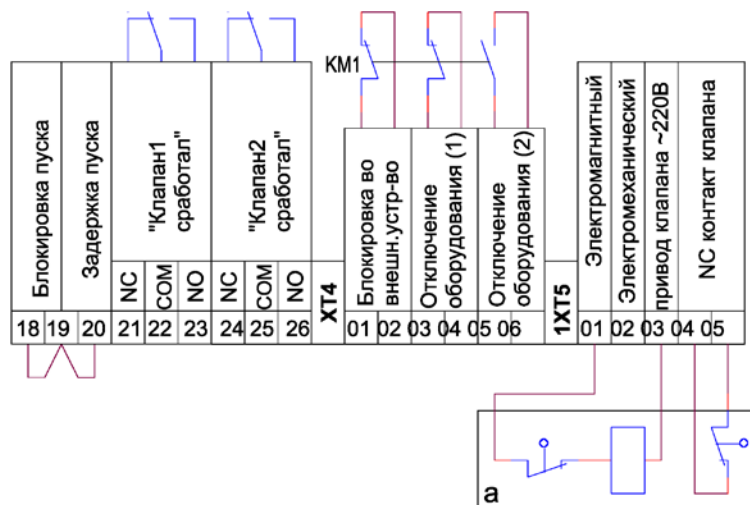 KM1
Блокировка пуска
Задержка пуска
"Клапан1
сработал"
"Клапан2
сработал"
NC
COM
NO
NC
COM
NO
XT4
Блокировка во
внешн.устр-во
Отключение
оборудования (1)
Отключение
оборудования (2)
1XT5
Электромагнитный
Электромеханический
привод клапана ~220В
NC контакт клапана
18 19 20 21 22 23 24 25 26 01 02 03 04 05 06 01 02 03 04 05
а